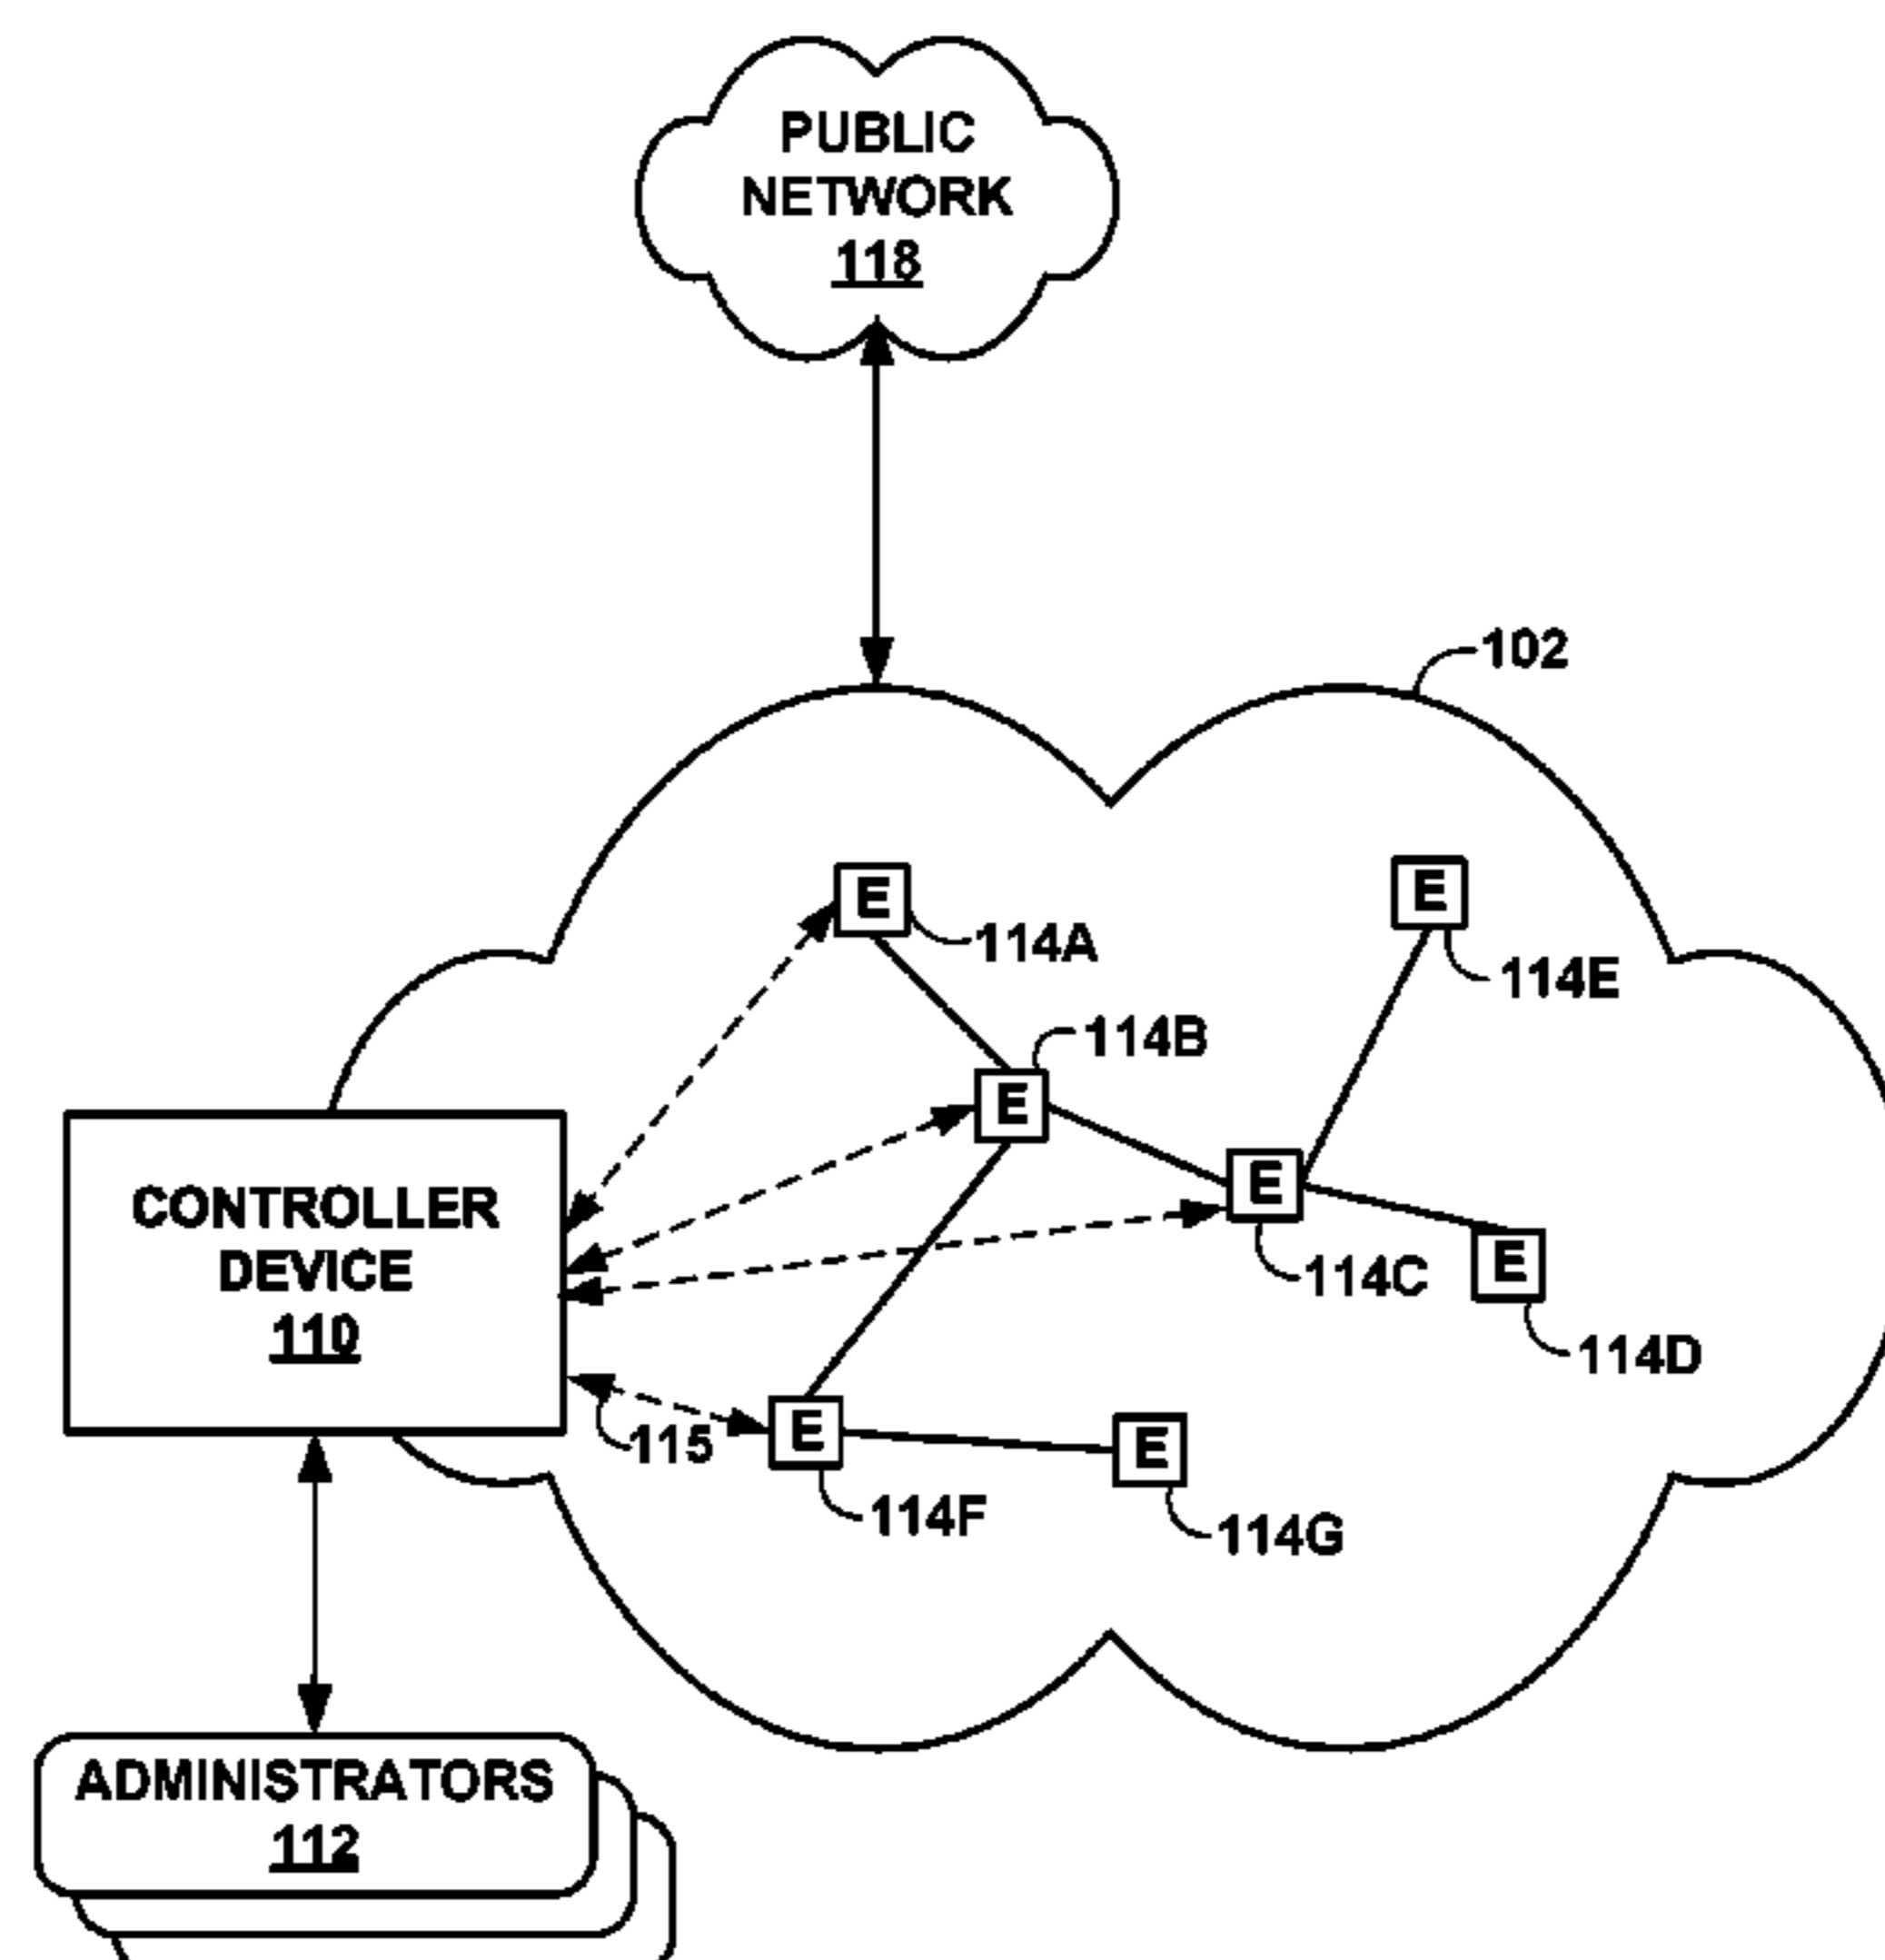 PUBLIC
NETWORK
118
102
E
E
114A
114E
114B
E
E
CONTROLLER
DEVICE
110
114C
E
114D
115
E
E
114F
114G
ADMINISTRATORS
112